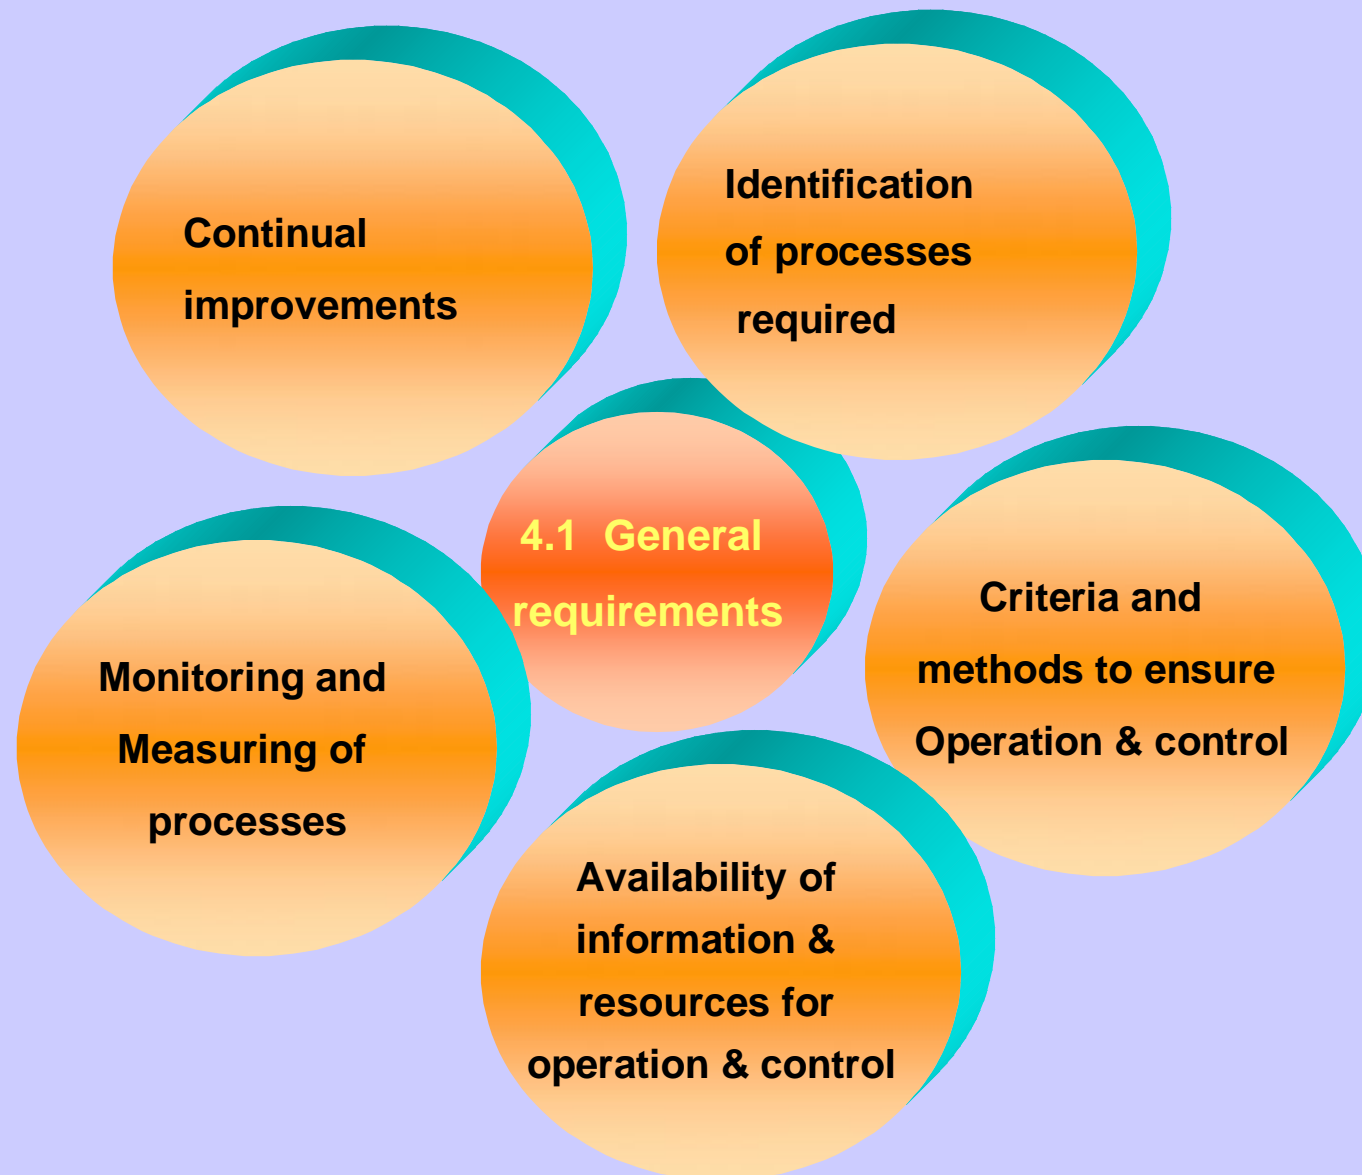 Continual
improvements
Identification
of processes
required
4.1 General
requirements
Criteria and
methods to ensure
Operation & control
Monitoring and
Measuring of
processes
Availability of
information &
resources for
operation & control